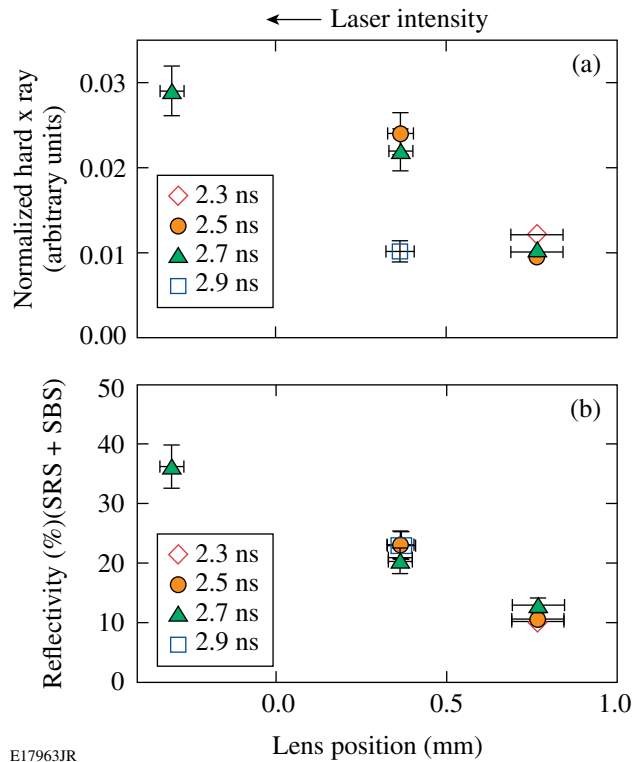 ← Laser intensity
(a)
Normalized hard x ray
(arbitrary units)
0.03
0.02
0.01
0.00
2.3 ns
2.5 ns
2.7 ns
2.9 ns
(b)
Reflectivity (%)(SRS + SBS)
50
40
30
20
10
0
2.3 ns
2.5 ns
2.7 ns
2.9 ns
0.0 0.5 1.0
Lens position (mm)
E17963JR